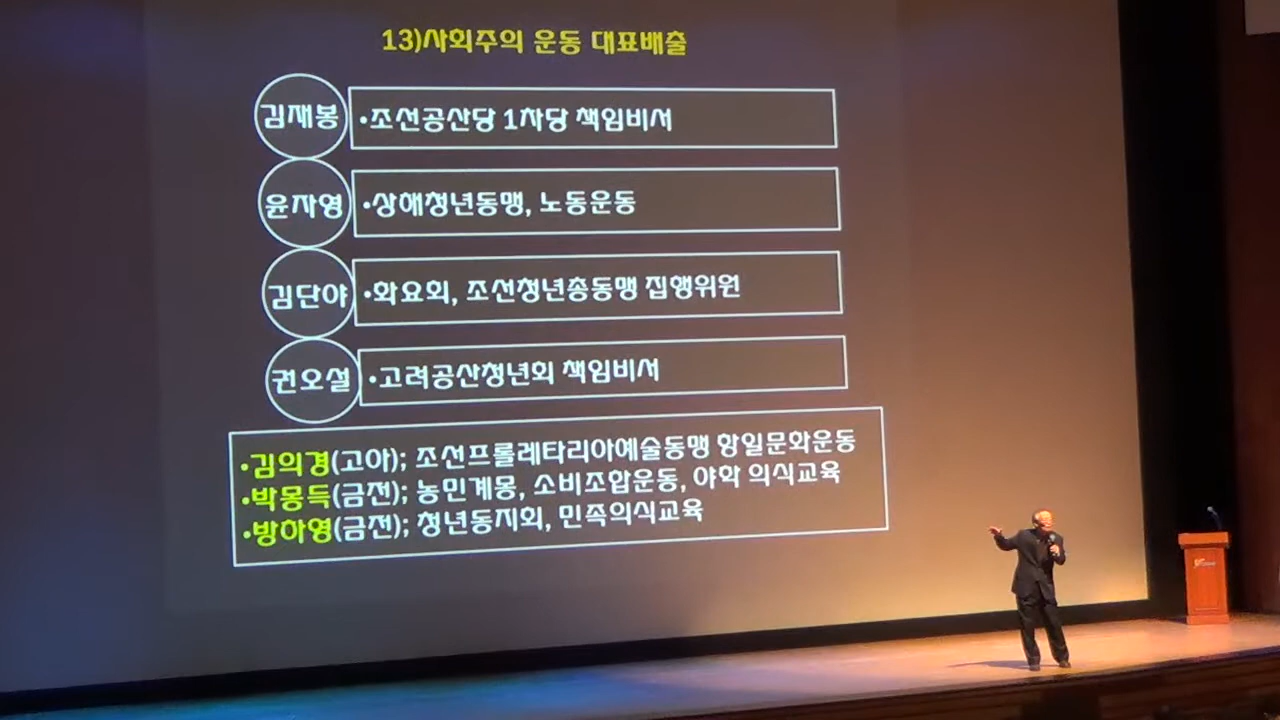 13)사회주의 운동 대표배출
김재봉
•조선공산당 1차당 책임비서
윤자영
•상해청년동맹, 노동운동
김단야
•화요회, 조선청년총동맹 집행위원
권오설
•고려공산청년회 책임비서
•김의경(고아); 조선프롤레타리아예술동맹 항일문화운동
•박몽득(금전); 농민계몽, 소비조합운동, 야학 의식교육
•방하영(금전); 청년동지회, 민족의식교육